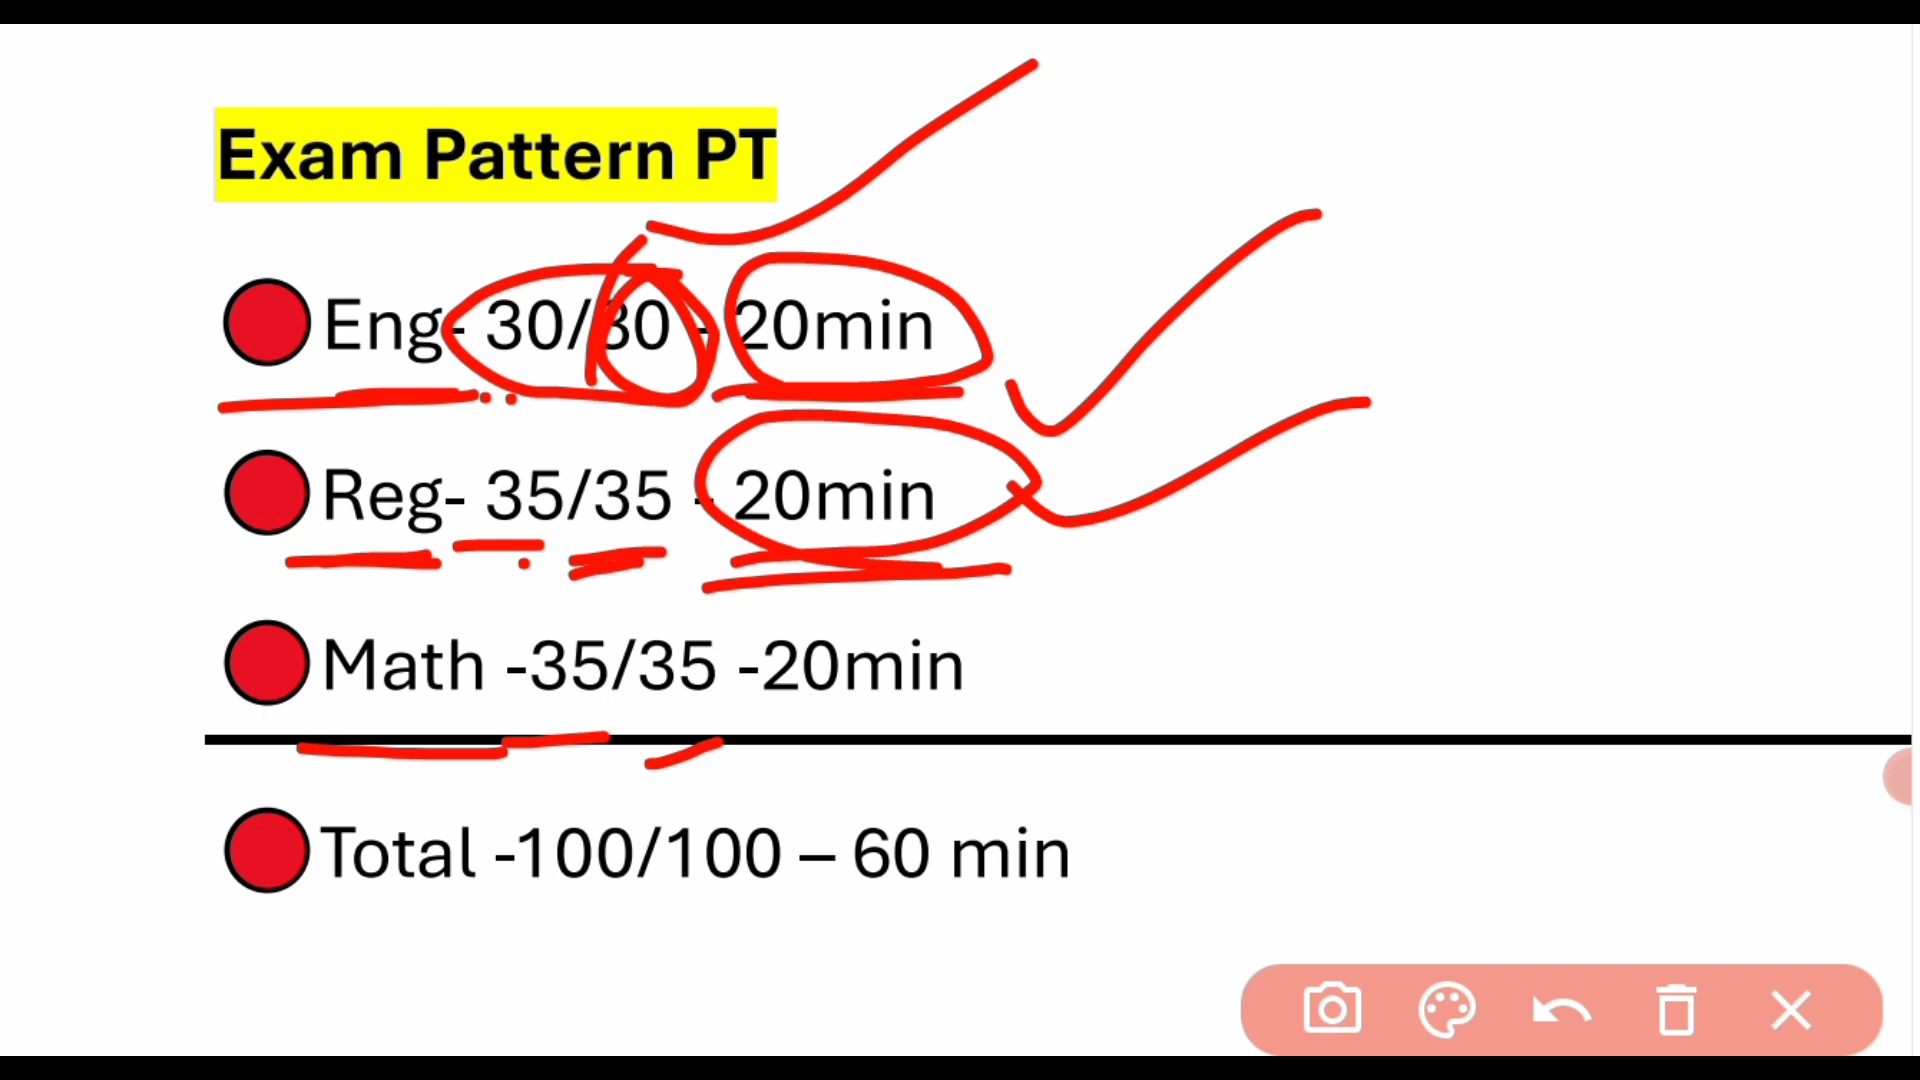 Exam Pattern PT
Eng- 30/30 - 20min
Reg- 35/35 - 20min
Math -35/35 -20min
Total -100/100 – 60 min